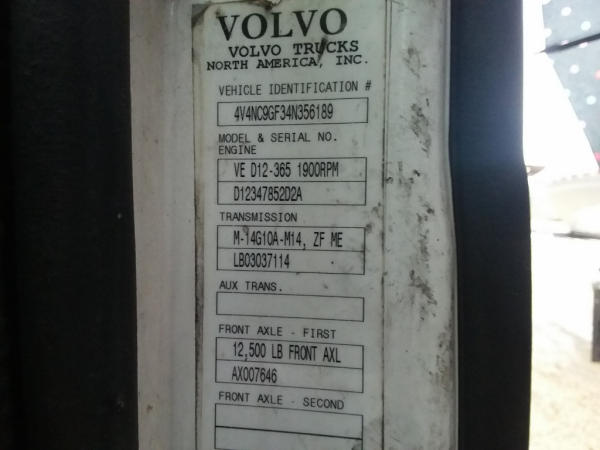 VOLVO
VOLVO TRUCKS
NORTH AMERICA, INC.
VEHICLE IDENTIFICATION #
4V4NC9GF34N356189
MODEL & SERIAL NO.
ENGINE
VE D12-365 1900RPM
D12347852D2A
TRANSMISSION
M-14G10A-M14, ZF ME
LB03037114
AUX TRANS.
FRONT AXLE - FIRST
12,500 LB FRONT AXL
AX007646
FRONT AXLE - SECOND